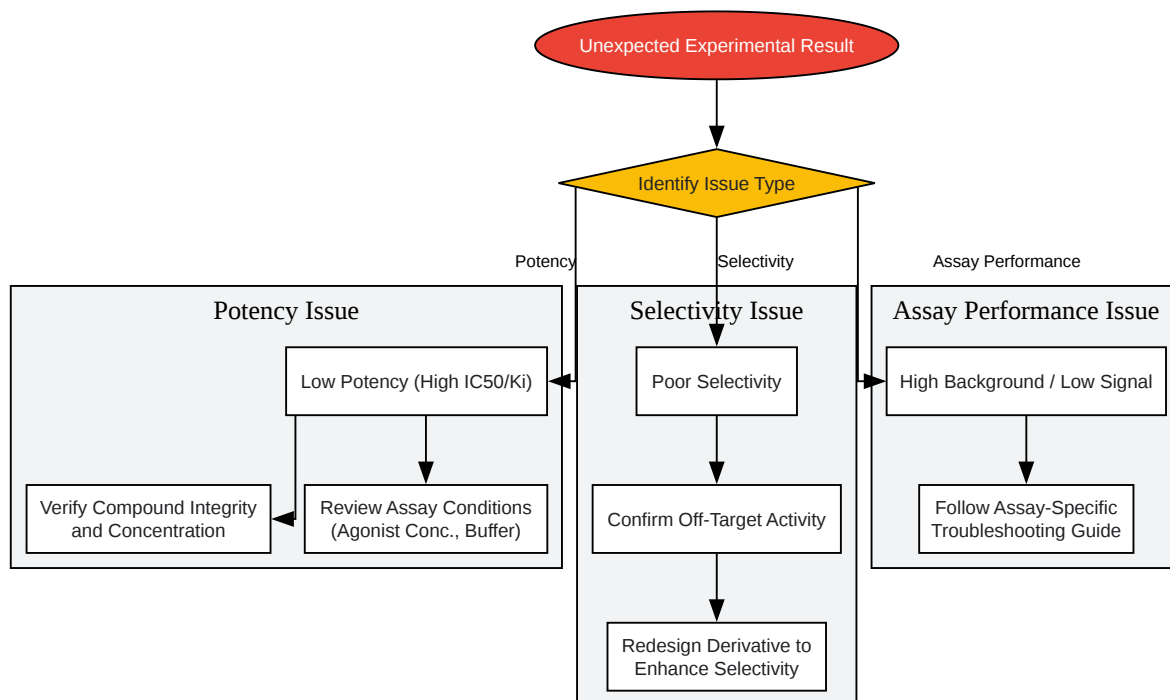 Unexpected Experimental Result
Identify Issue Type
Potency
Selectivity
Assay Performance
Potency Issue
Selectivity Issue
Assay Performance Issue
Low Potency (High IC50/Ki)
Poor Selectivity
High Background / Low Signal
Verify Compound Integrity
and Concentration
Review Assay Conditions
(Agonist Conc., Buffer)
Confirm Off-Target Activity
Follow Assay-Specific
Troubleshooting Guide
Redesign Derivative to
Enhance Selectivity